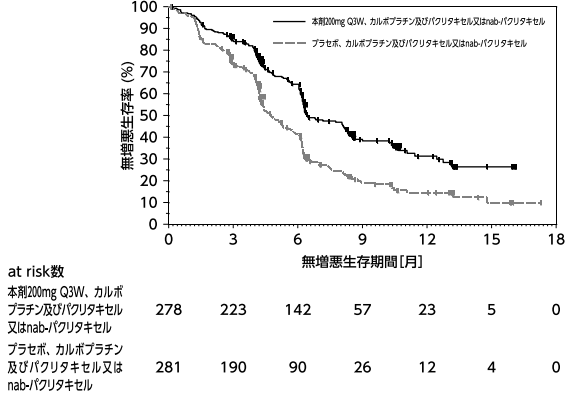 無増悪生存率 (%)
100
90
80
70
60
50
40
30
20
10
0
本剤200mg Q3W、カルボプラチン及びパクリタキセル又はnab-パクリタキセル
プラセボ、カルボプラチン及びパクリタキセル又はnab-パクリタキセル
0 3 6 9 12 15 18
無増悪生存期間[月]
at risk数
本剤200mg Q3W、カルボ
プラチン及びパクリタキセル
又はnab-パクリタキセル
278 223 142 57 23 5 0
プラセボ、カルボプラチン
及びパクリタキセル又は
nab-パクリタキセル
281 190 90 26 12 4 0